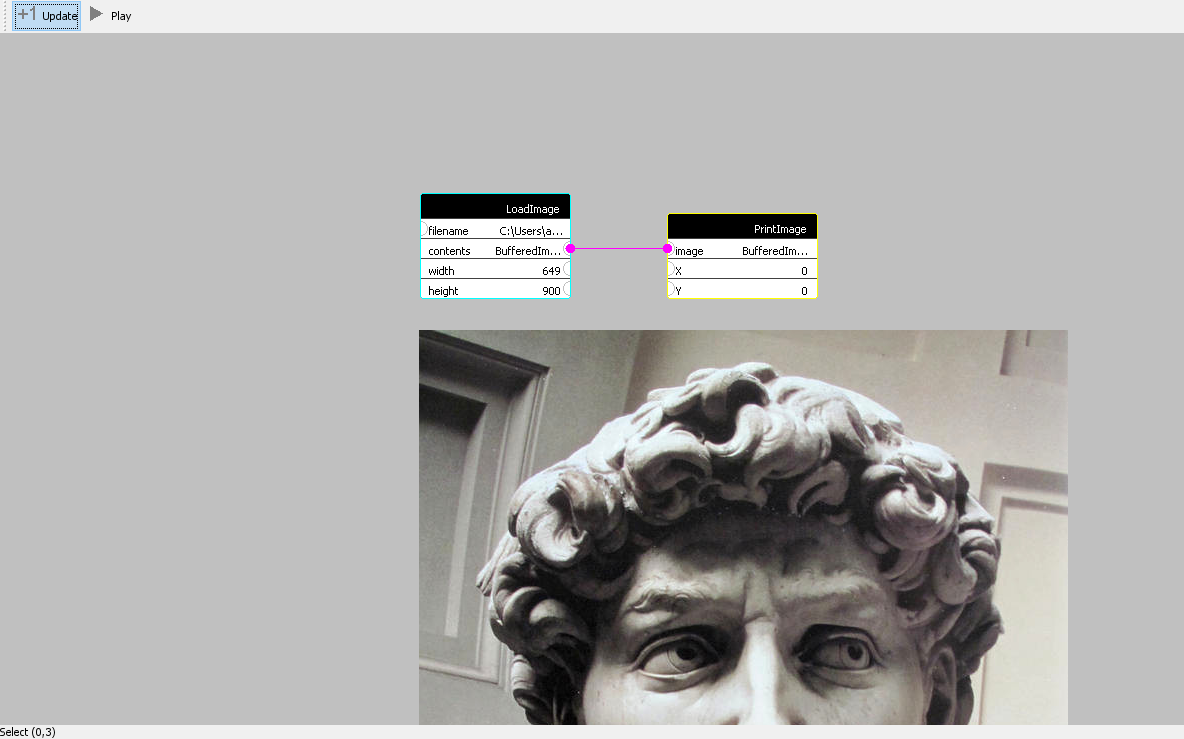 +1 Update Play
LoadImage
filename C:\Users\a...
contents BufferedIm...
width 649
height 900
PrintImage
image BufferedIm...
X 0
Y 0
Select (0,3)